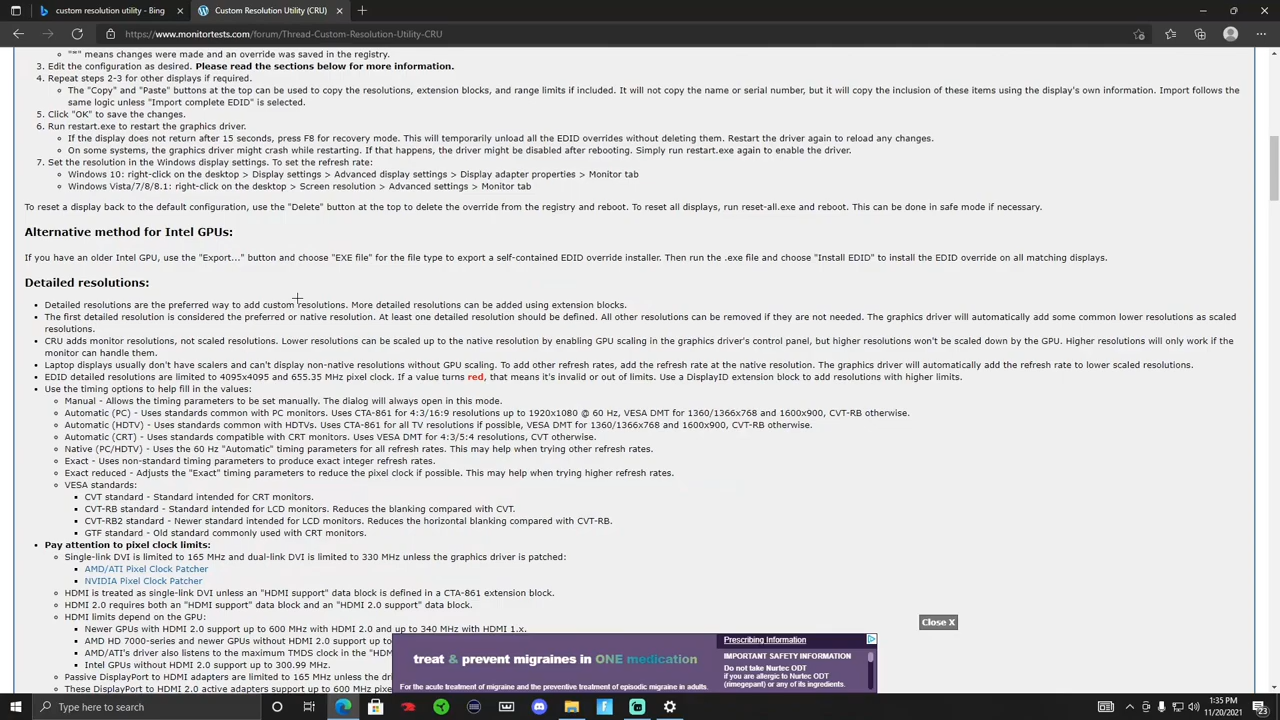 custom resolution utility - Bing
Custom Resolution Utility (CRU)
https://www.monitortests.com/forum/Thread-Custom-Resolution-Utility-CRU
"*" means changes were made and an override was saved in the registry.
3. Edit the configuration as desired. Please read the sections below for more information.
4. Repeat steps 2-3 for other displays if required.
The "Copy" and "Paste" buttons at the top can be used to copy the resolutions, extension blocks, and range limits if included. It will not copy the name or serial number, but it will copy the inclusion of these items using the display's own information. Import follows the
same logic unless "Import complete EDID" is selected.
5. Click "OK" to save the changes.
6. Run restart.exe to restart the graphics driver.
If the display does not return after 15 seconds, press F8 for recovery mode. This will temporarily unload all the EDID overrides without deleting them. Restart the driver again to reload any changes.
On some systems, the graphics driver might crash while restarting. If that happens, the driver might be disabled after rebooting. Simply run restart.exe again to enable the driver.
7. Set the resolution in the Windows display settings. To set the refresh rate:
Windows 10: right-click on the desktop > Display settings > Advanced display settings > Display adapter properties > Monitor tab
Windows Vista/7/8/8.1: right-click on the desktop > Screen resolution > Advanced settings > Monitor tab
To reset a display back to the default configuration, use the "Delete" button at the top to delete the override from the registry and reboot. To reset all displays, run reset-all.exe and reboot. This can be done in safe mode if necessary.
Alternative method for Intel GPUs:
If you have an older Intel GPU, use the "Export..." button and choose "EXE file" for the file type to export a self-contained EDID override installer. Then run the .exe file and choose "Install EDID" to install the EDID override on all matching displays.
Detailed resolutions:
Detailed resolutions are the preferred way to add custom resolutions. More detailed resolutions can be added using extension blocks.
The first detailed resolution is considered the preferred or native resolution. At least one detailed resolution should be defined. All other resolutions can be removed if they are not needed. The graphics driver will automatically add some common lower resolutions as scaled
resolutions.
CRU adds monitor resolutions, not scaled resolutions. Lower resolutions can be scaled up to the native resolution by enabling GPU scaling in the graphics driver's control panel, but higher resolutions won't be scaled down by the GPU. Higher resolutions will only work if the
monitor can handle them.
Laptop displays usually don't have scalers and can't display non-native resolutions without GPU scaling. To add other refresh rates, add the refresh rate at the native resolution. The graphics driver will automatically add the refresh rate to lower scaled resolutions.
EDID detailed resolutions are limited to 4095x4095 and 655.35 MHz pixel clock. If a value turns red, that means it's invalid or out of limits. Use a DisplayID extension block to add resolutions with higher limits.
Use the timing options to help fill in the values:
Manual - Allows the timing parameters to be set manually. The dialog will always open in this mode.
Automatic (PC) - Uses standards common with PC monitors. Uses CTA-861 for 4:3/16:9 resolutions up to 1920x1080 @ 60 Hz, VESA DMT for 1360/1366x768 and 1600x900, CVT-RB otherwise.
Automatic (HDTV) - Uses standards common with HDTVs. Uses CTA-861 for all TV resolutions if possible, VESA DMT for 1360/1366x768 and 1600x900, CVT-RB otherwise.
Automatic (CRT) - Uses standards compatible with CRT monitors. Uses VESA DMT for 4:3/5:4 resolutions, CVT otherwise.
Native (PC/HDTV) - Uses the 60 Hz "Automatic" timing parameters for all refresh rates. This may help when trying other refresh rates.
Exact - Uses non-standard timing parameters to produce exact integer refresh rates.
Exact reduced - Adjusts the "Exact" timing parameters to reduce the pixel clock if possible. This may help when trying higher refresh rates.
VESA standards:
CVT standard - Standard intended for CRT monitors.
CVT-RB standard - Standard intended for LCD monitors. Reduces the blanking compared with CVT.
CVT-RB2 standard - Newer standard intended for LCD monitors. Reduces the horizontal blanking compared with CVT-RB.
GTF standard - Old standard commonly used with CRT monitors.
Pay attention to pixel clock limits:
Single-link DVI is limited to 165 MHz and dual-link DVI is limited to 330 MHz unless the graphics driver is patched:
AMD/ATI Pixel Clock Patcher
NVIDIA Pixel Clock Patcher
HDMI is treated as single-link DVI unless an "HDMI support" data block is defined in a CTA-861 extension block.
HDMI 2.0 requires both an "HDMI support" data block and an "HDMI 2.0 support" data block.
HDMI limits depend on the GPU:
Newer GPUs with HDMI 2.0 support up to 600 MHz with HDMI 2.0 and up to 340 MHz with HDMI 1.x.
AMD HD 7000-series and newer GPUs without HDMI 2.0 support up to
AMD/ATI's driver also listens to the maximum TMDS clock in the "HDM
Intel GPUs without HDMI 2.0 support up to 300.99 MHz.
Passive DisplayPort to HDMI adapters are limited to 165 MHz unless the dri
These DisplayPort to HDMI 2.0 active adapters support up to 600 MHz pixel
Close X
treat & prevent migraines in ONE medication
For the acute treatment of migraine and the preventive treatment of episodic migraine in adults.
Prescribing Information
IMPORTANT SAFETY INFORMATION
Do not take Nurtec ODT
if you are allergic to Nurtec ODT
(rimegepant) or any of its ingredients.
Type here to search
1:35 PM
11/20/2021
23